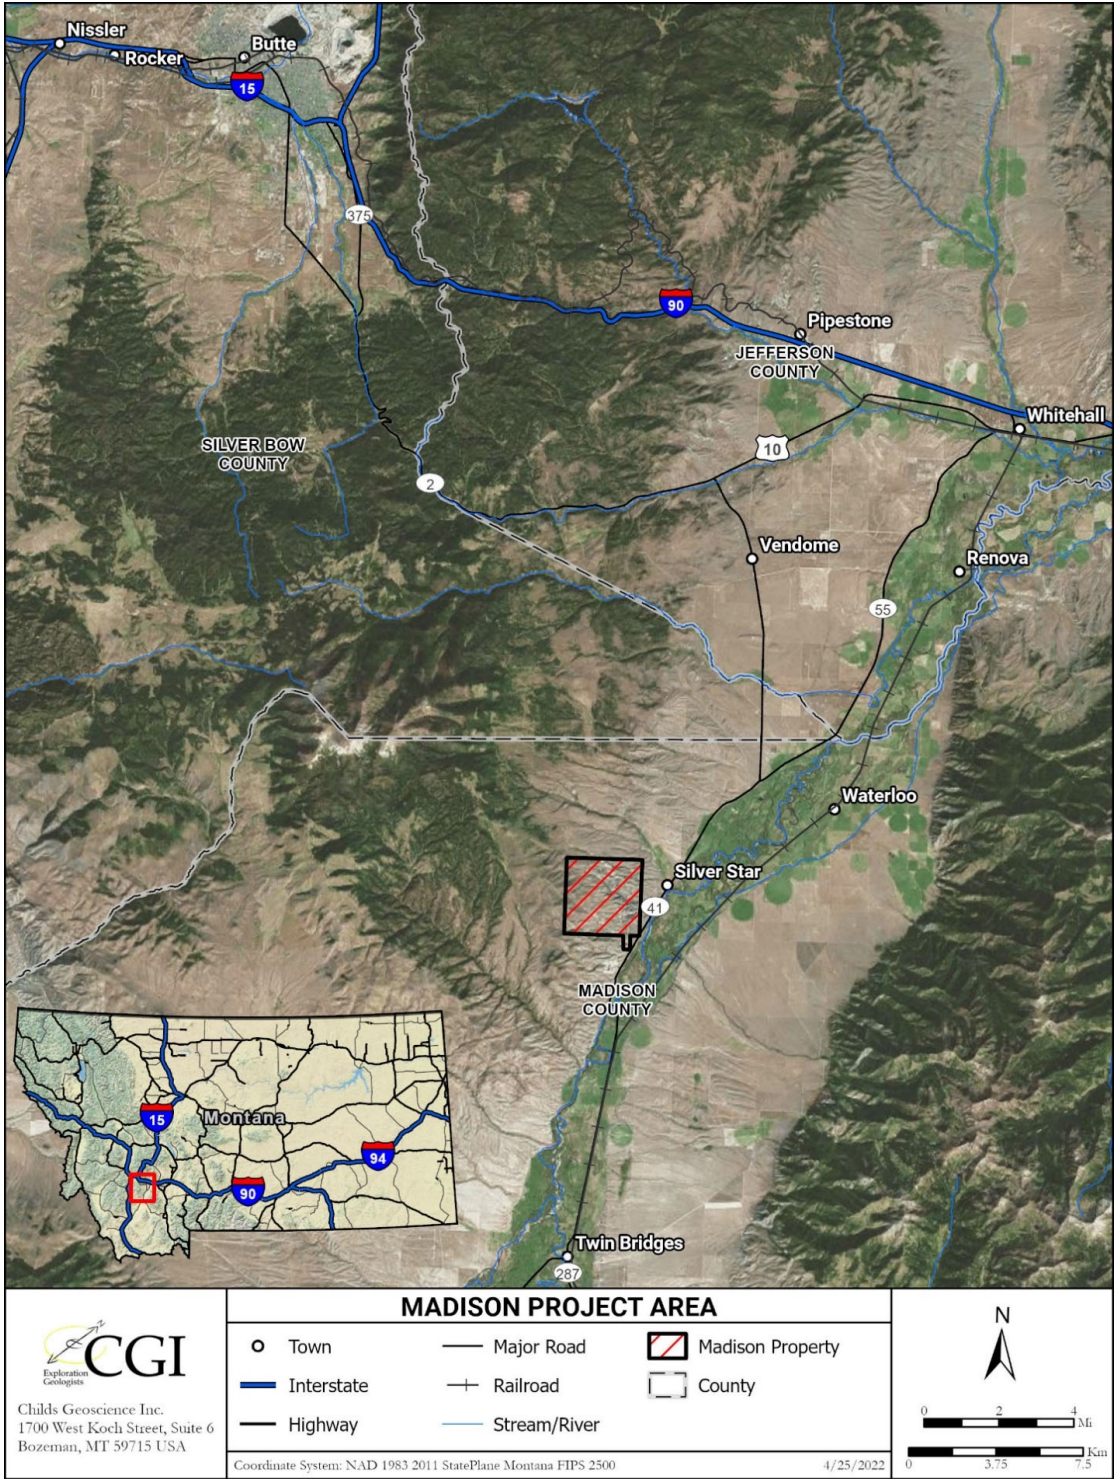 Nissler
Rocker
Butte
15
375
90
Pipestone
JEFFERSON
COUNTY
Whitehall
SILVER BOW
COUNTY
10
2
Vendome
Renova
55
Waterloo
Silver Star
41
MADISON
COUNTY
15
Montana
94
90
Twin Bridges
287
MADISON PROJECT AREA
N
CGI
Exploration
Geologists
Childs Geoscience Inc.
1700 West Koch Street, Suite 6
Bozeman, MT 59715 USA
Town
Interstate
Highway
Major Road
Railroad
Stream/River
Madison Property
County
Coordinate System: NAD 1983 2011 StatePlane Montana FIPS 2500
4/25/2022
N
0 2 4
Mi
Km
0 3.75 7.5